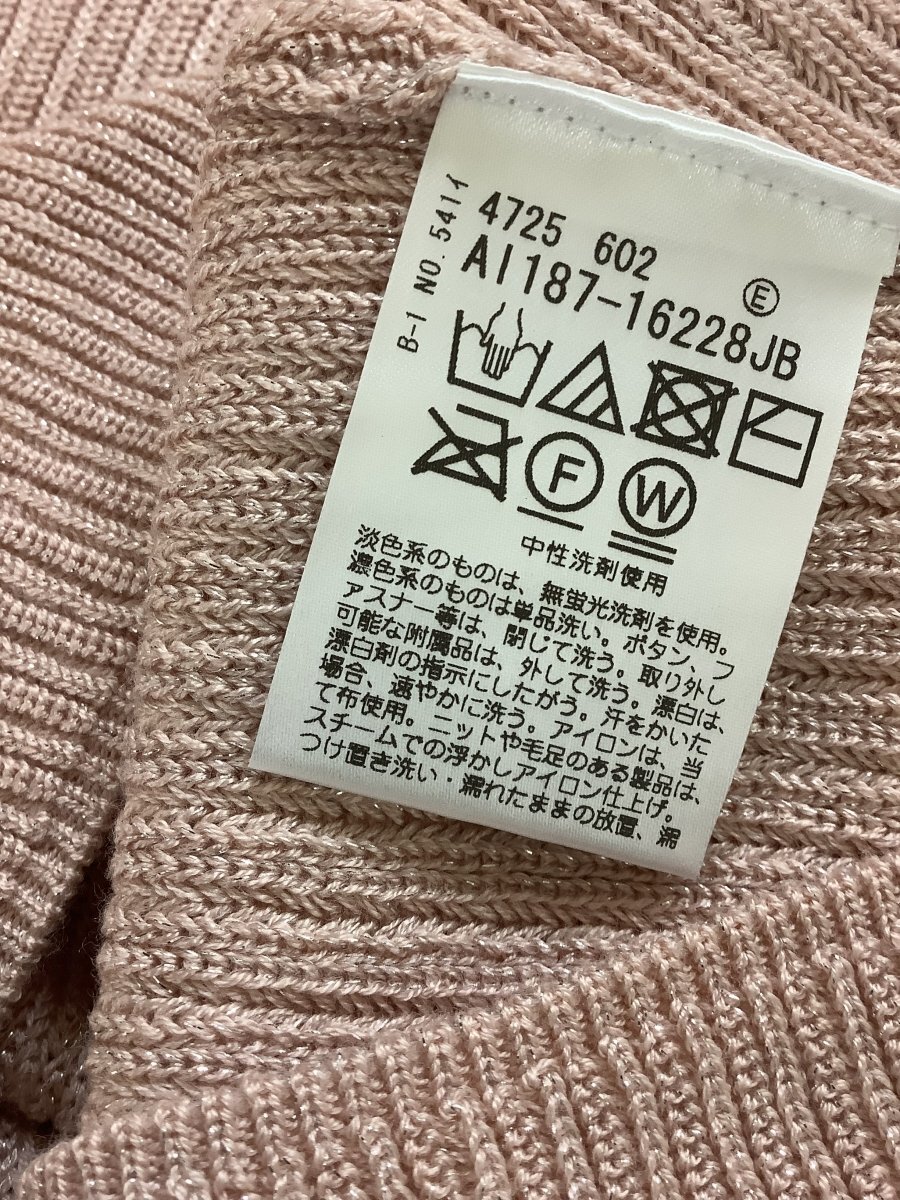 B-1 NO.541イ
4725 602
AI187-16228JB
E
F W
中性洗剤使用
淡色系のものは、無蛍光洗剤を使用。
濃色系のものは単品洗い。ボタン、フ
ァスナー等は、閉じて洗う。取り外し
可能な附属品は、外して洗う。漂白は、
漂白剤の指示にしたがう。汗をかいた
場合、速やかに洗う。アイロンは、当
て布使用。ニットや毛足のある製品は、
スチームでの浮かしアイロン仕上げ。
つけ置き洗い・濡れたままの放置、濡